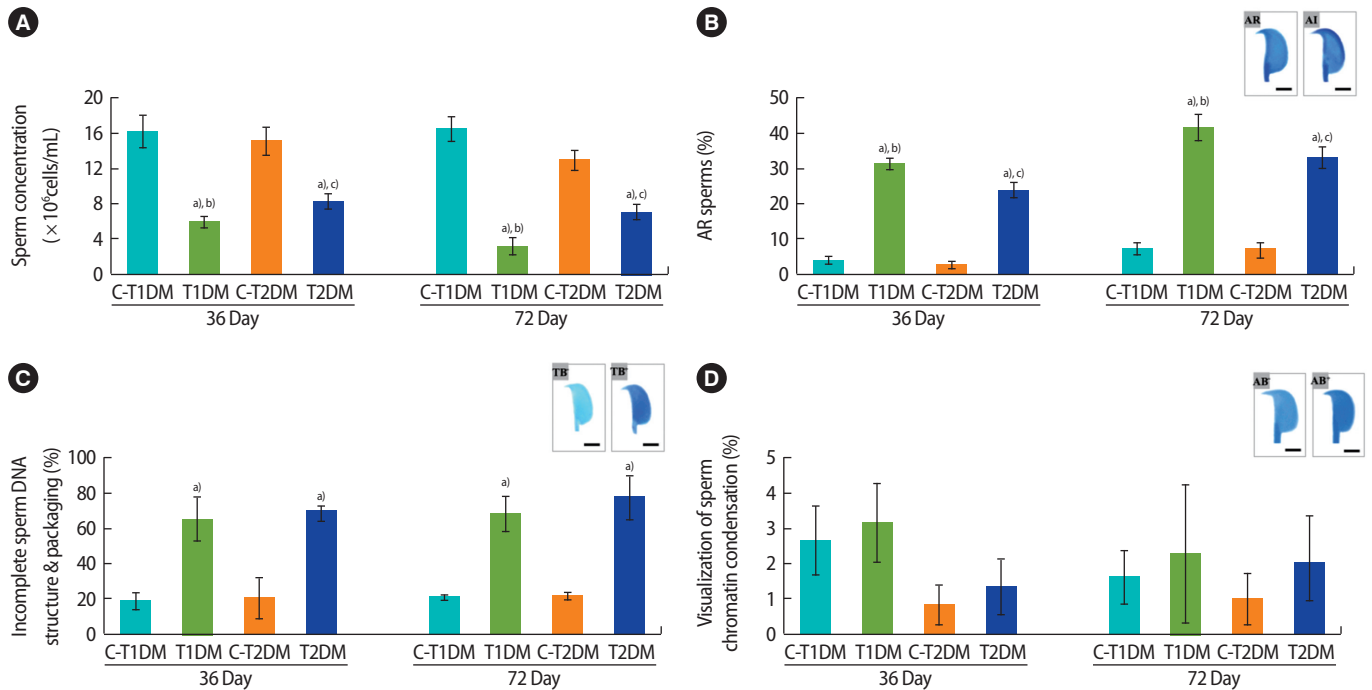 A
Sperm concentration
(×10⁶cells/mL)
20
16
12
8
4
0
a), b)
a), c)
a), b)
a), c)
C-T1DM T1DM C-T2DM T2DM C-T1DM T1DM C-T2DM T2DM
36 Day 72 Day
B
AR AI
AR sperms (%)
50
40
30
20
10
0
a), b)
a), c)
a), b)
a), c)
C-T1DM T1DM C-T2DM T2DM C-T1DM T1DM C-T2DM T2DM
36 Day 72 Day
C
TB⁻ TB⁺
Incomplete sperm DNA
structure & packaging (%)
100
80
60
40
20
0
a)
a)
a)
a)
C-T1DM T1DM C-T2DM T2DM C-T1DM T1DM C-T2DM T2DM
36 Day 72 Day
D
AB⁻ AB⁺
Visualization of sperm
chromatin condensation (%)
5
4
3
2
1
0
C-T1DM T1DM C-T2DM T2DM C-T1DM T1DM C-T2DM T2DM
36 Day 72 Day